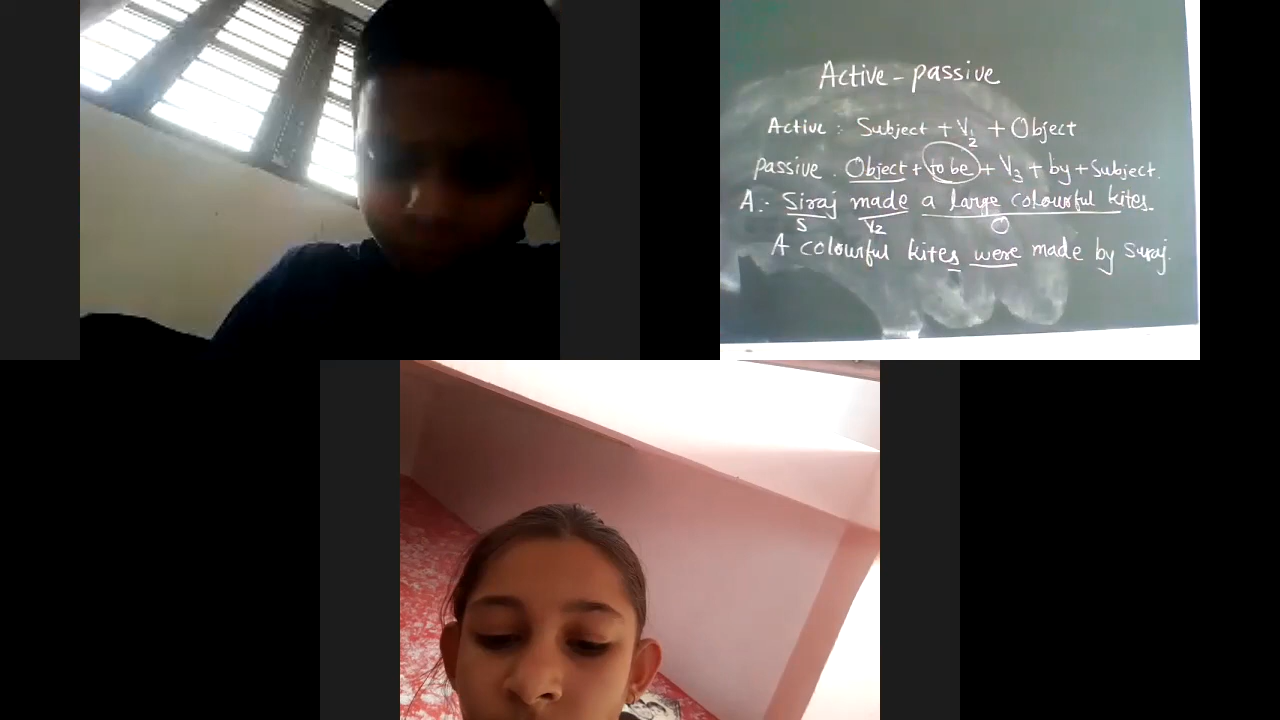 Active - passive
Active : Subject + V₂ + Object
passive . Object + to be + V₃ + by + Subject.
A :- Siraj made a large colourful kites.
S V₂ O
A colourful kites were made by Suraj.